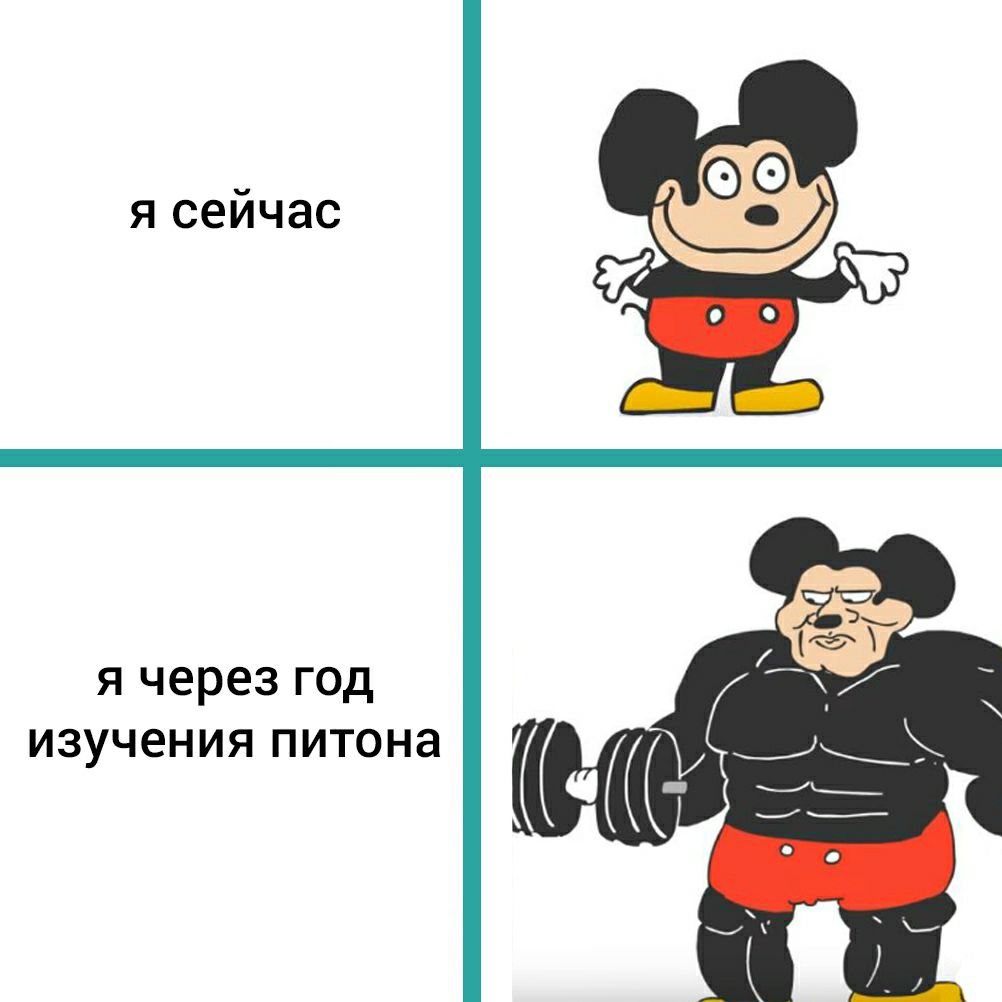 я сейчас
я через год
изучения питона